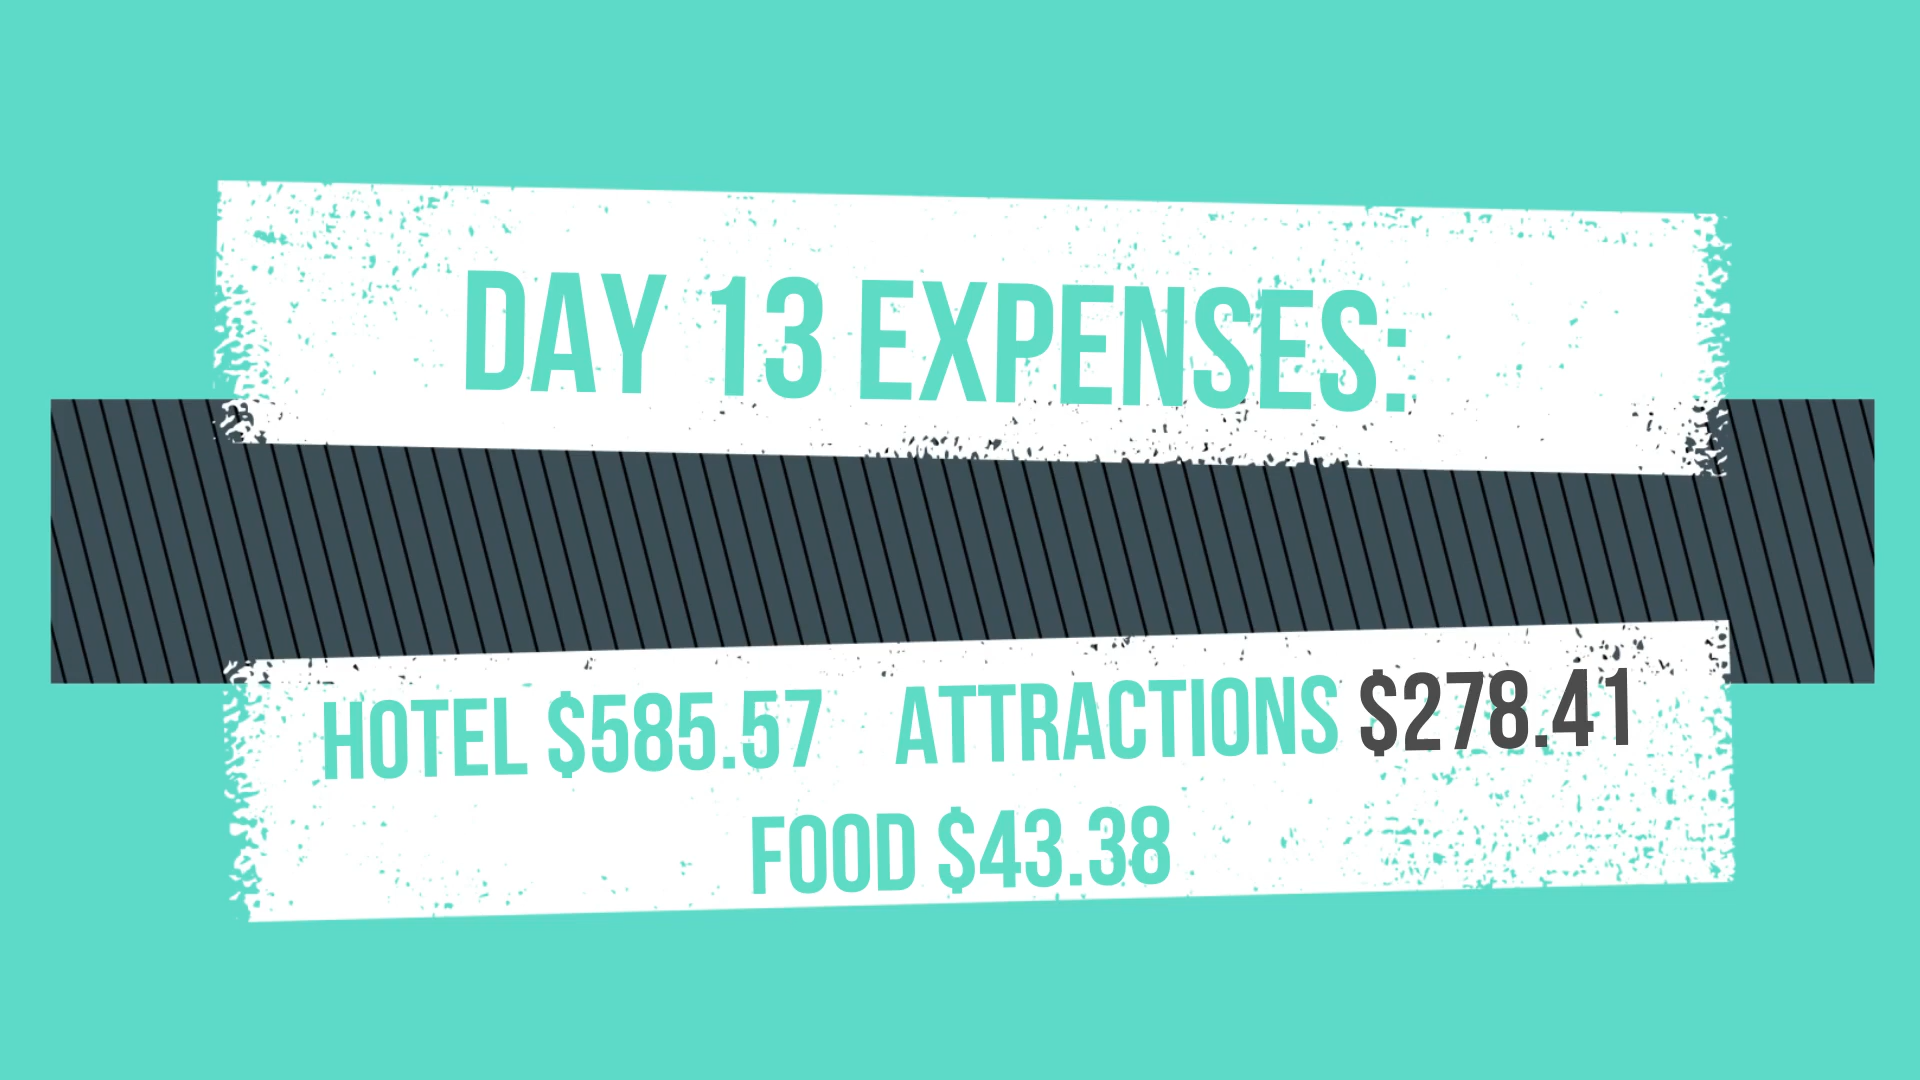 DAY 13 EXPENSES:
HOTEL $585.57 ATTRACTIONS $278.41
FOOD $43.38